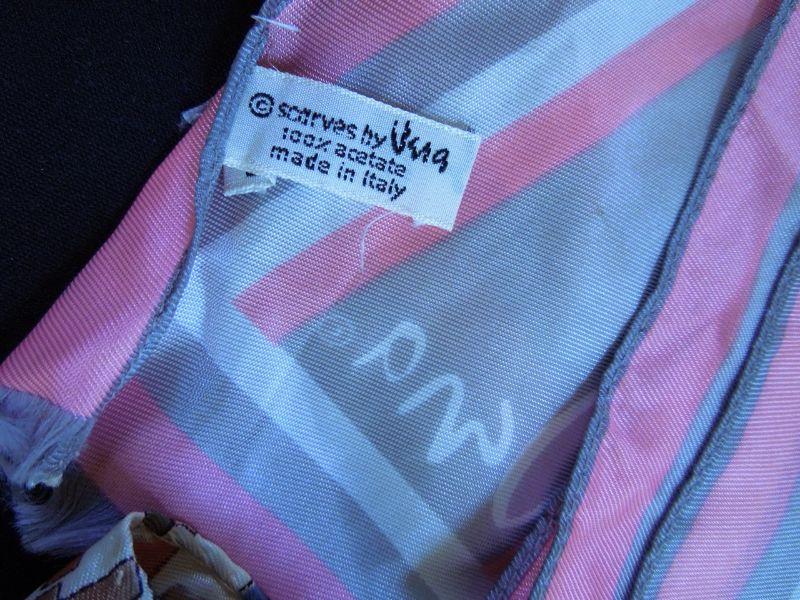 © scarves by Vera
100% acetate
made in italy